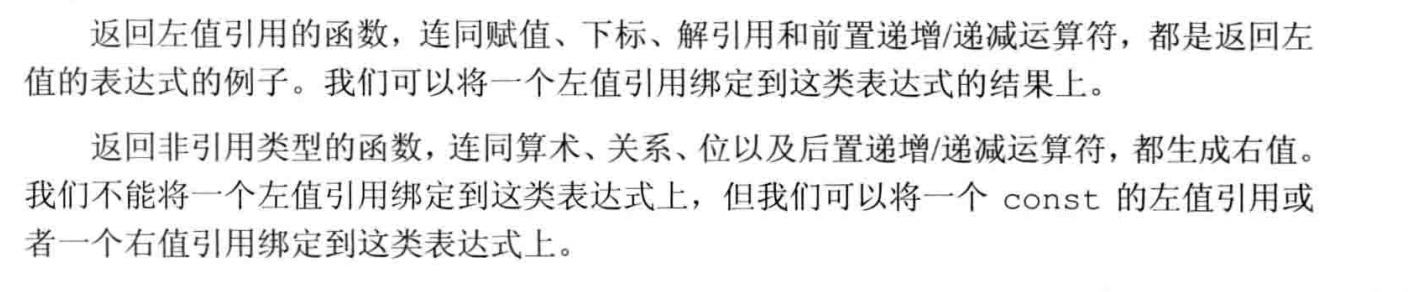 返回左值引用的函数，连同赋值、下标、解引用和前置递增/递减运算符，都是返回左
值的表达式的例子。我们可以将一个左值引用绑定到这类表达式的结果上。
返回非引用类型的函数，连同算术、关系、位以及后置递增/递减运算符，都生成右值。
我们不能将一个左值引用绑定到这类表达式上，但我们可以将一个 const 的左值引用或
者一个右值引用绑定到这类表达式上。